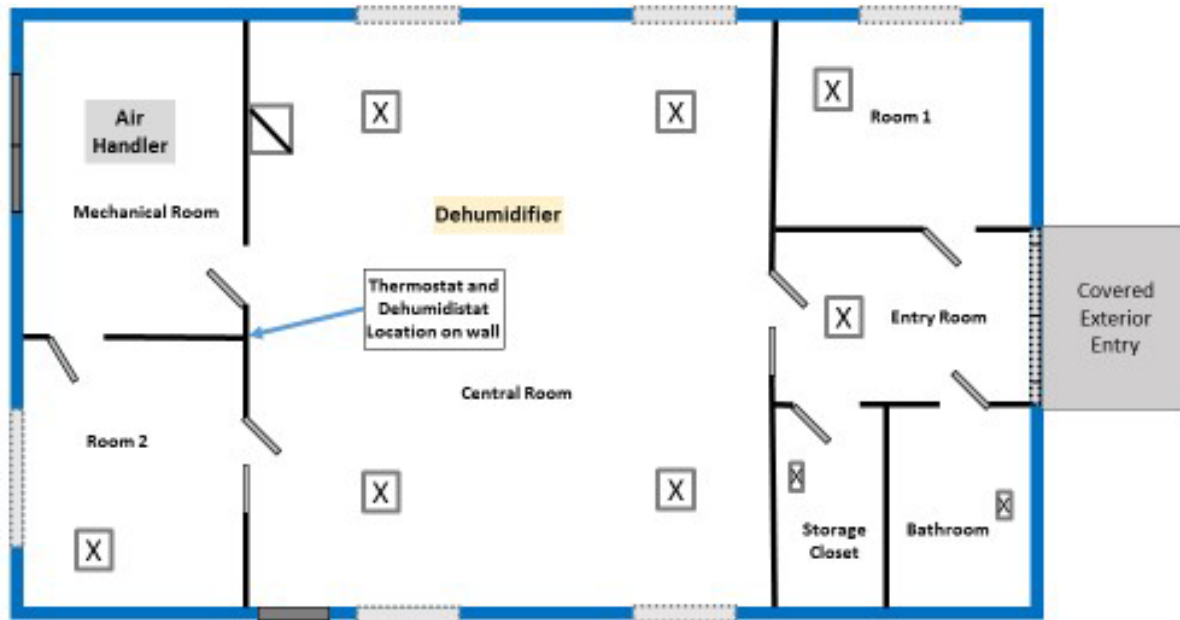 X
X
X
Room 1
Air
Handler
Mechanical Room
Dehumidifier
Thermostat and
Dehumidistat
Location on wall
X
Entry Room
Covered
Exterior
Entry
Central Room
Room 2
X
X
X
X
X
Storage
Closet
Bathroom
X